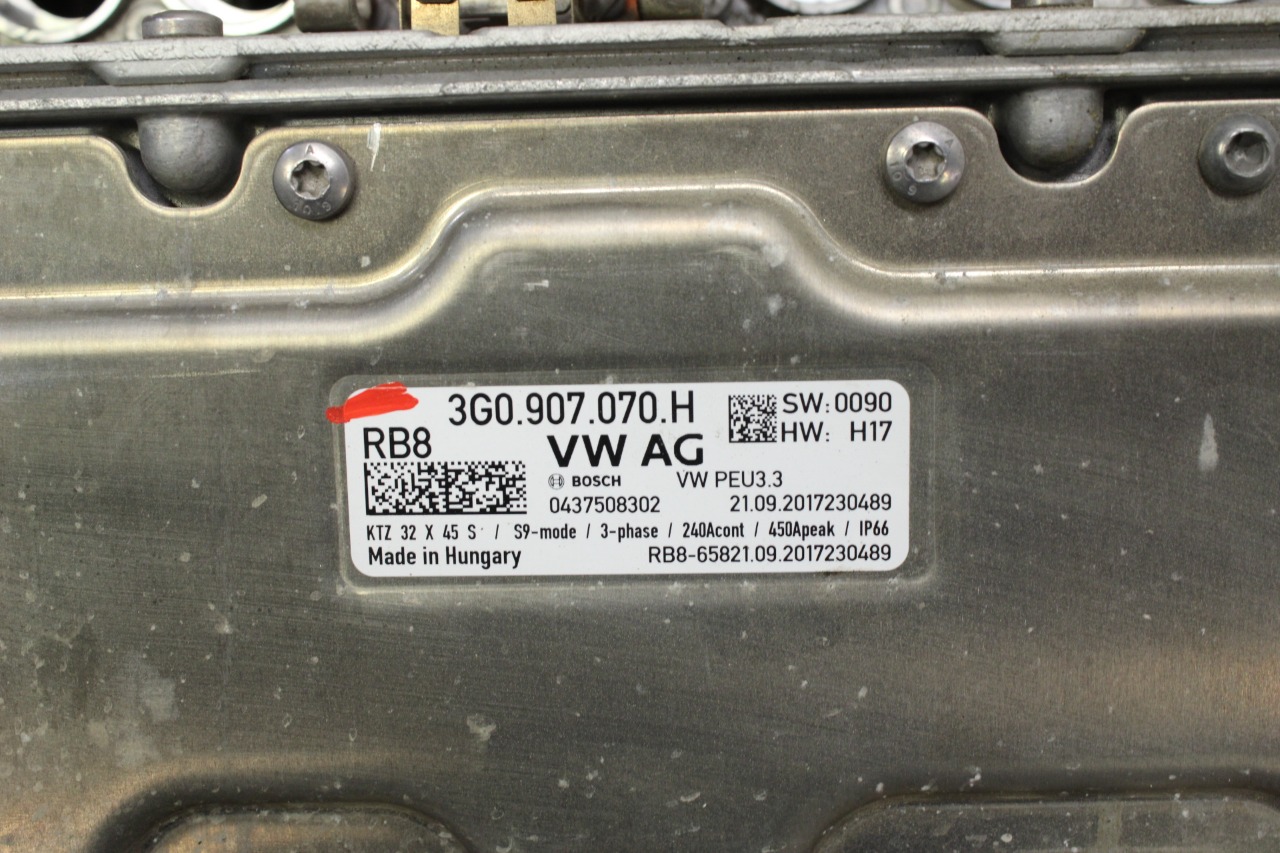 3G0.907.070.H
SW: 0090
HW: H17
RB8
VW AG
BOSCH VW PEU3.3
0437508302 21.09.2017230489
KTZ 32 X 45 S / S9-mode / 3-phase / 240Acont / 450Apeak / IP66
Made in Hungary RB8-65821.09.2017230489